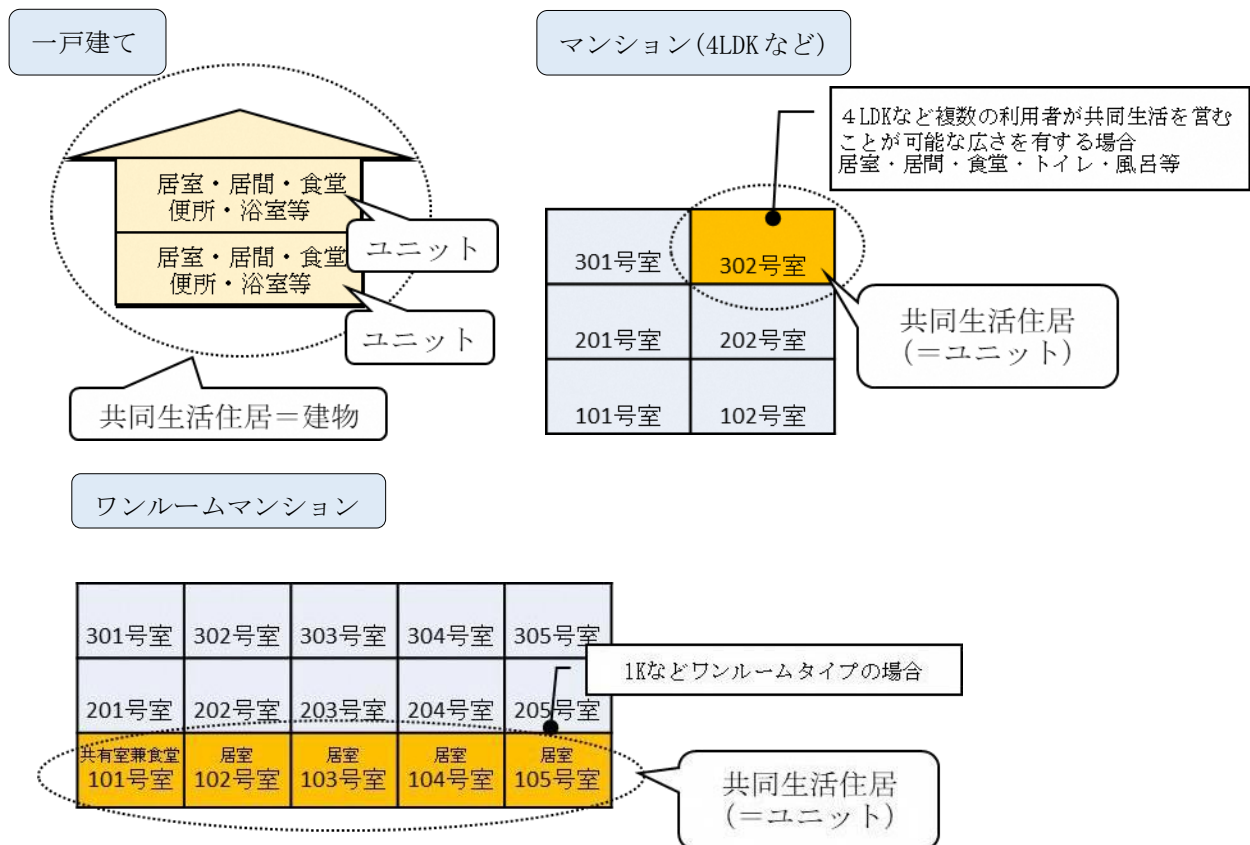 一戸建て
居室・居間・食堂
便所・浴室等
ユニット
居室・居間・食堂
便所・浴室等
ユニット
共同生活住居＝建物
マンション(4LDKなど)
４LDKなど複数の利用者が共同生活を営む
ことが可能な広さを有する場合
居室・居間・食堂・トイレ・風呂等
301号室 302号室
201号室 202号室
101号室 102号室
共同生活住居
(＝ユニット)
ワンルームマンション
301号室 302号室 303号室 304号室 305号室
1Kなどワンルームタイプの場合
201号室 202号室 203号室 204号室 205号室
共有室兼食堂 居室 居室 居室 居室
101号室 102号室 103号室 104号室 105号室
共同生活住居
(＝ユニット)